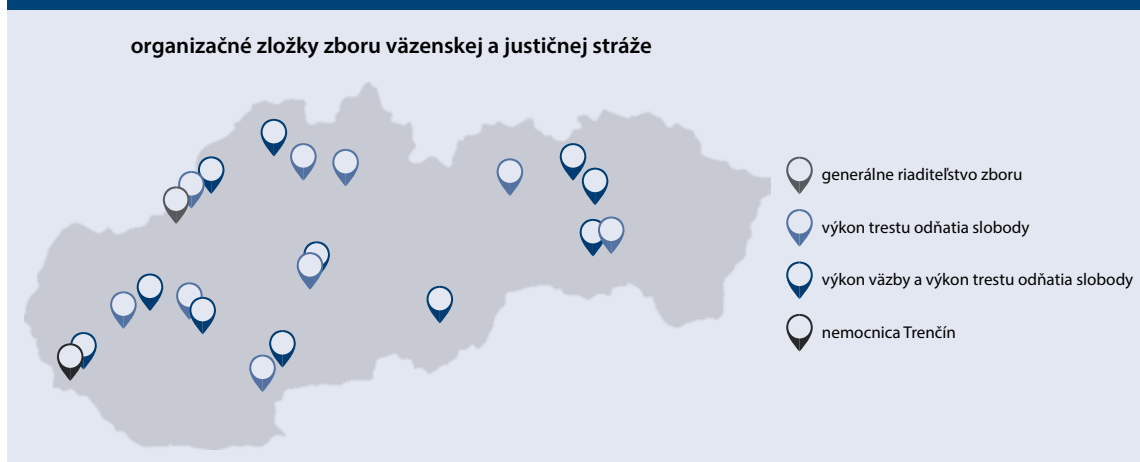 organizačné zložky zboru väzenskej a justičnej stráže
generálne riaditeľstvo zboru
výkon trestu odňatia slobody
výkon väzby a výkon trestu odňatia slobody
nemocnica Trenčín